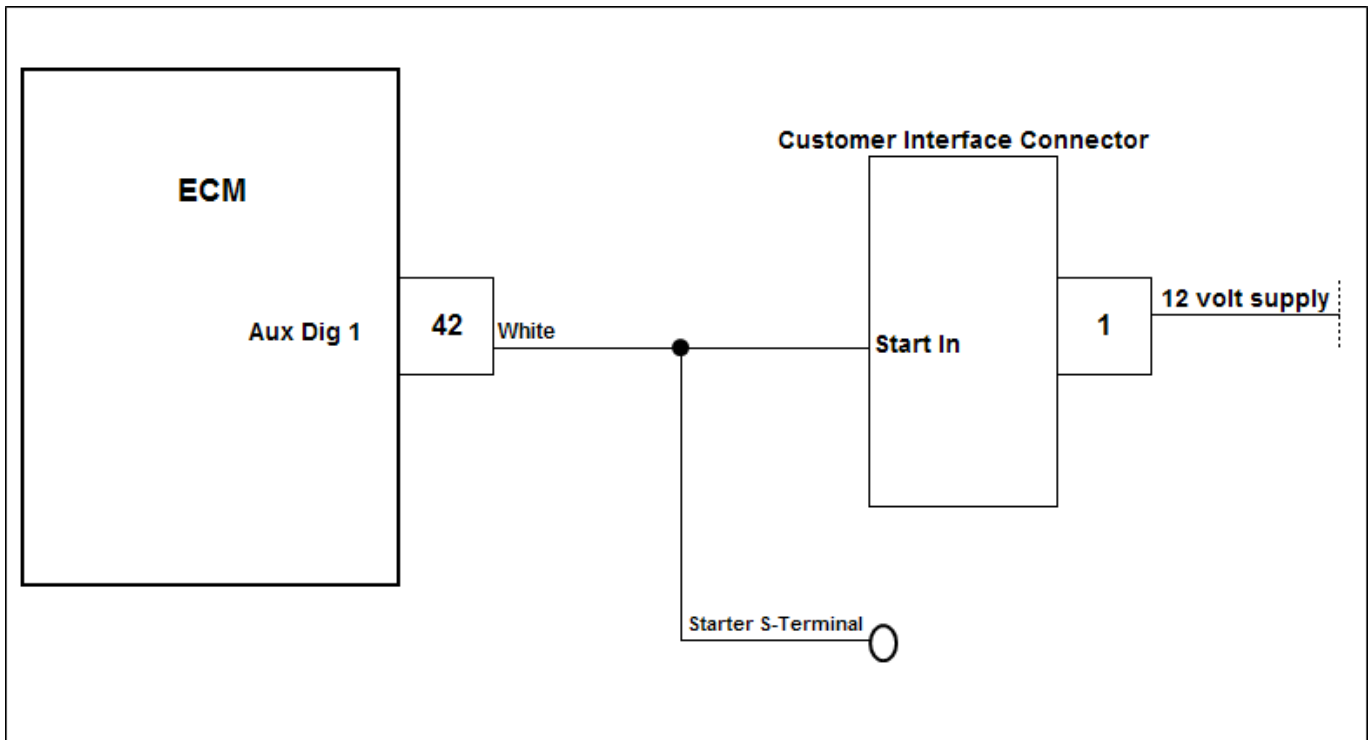 Customer Interface Connector
ECM
Aux Dig 1
42
White
Start In
1
12 volt supply
Starter S-Terminal